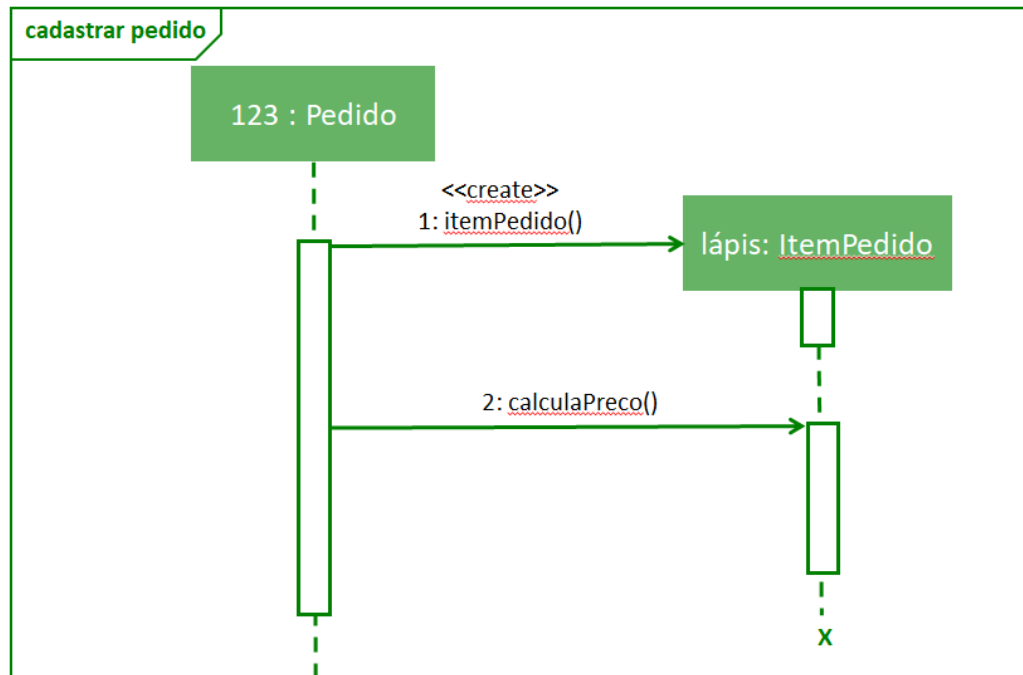 cadastrar pedido
123 : Pedido
<<create>>
1: itemPedido()
lápis: ItemPedido
2: calculaPreco()
X